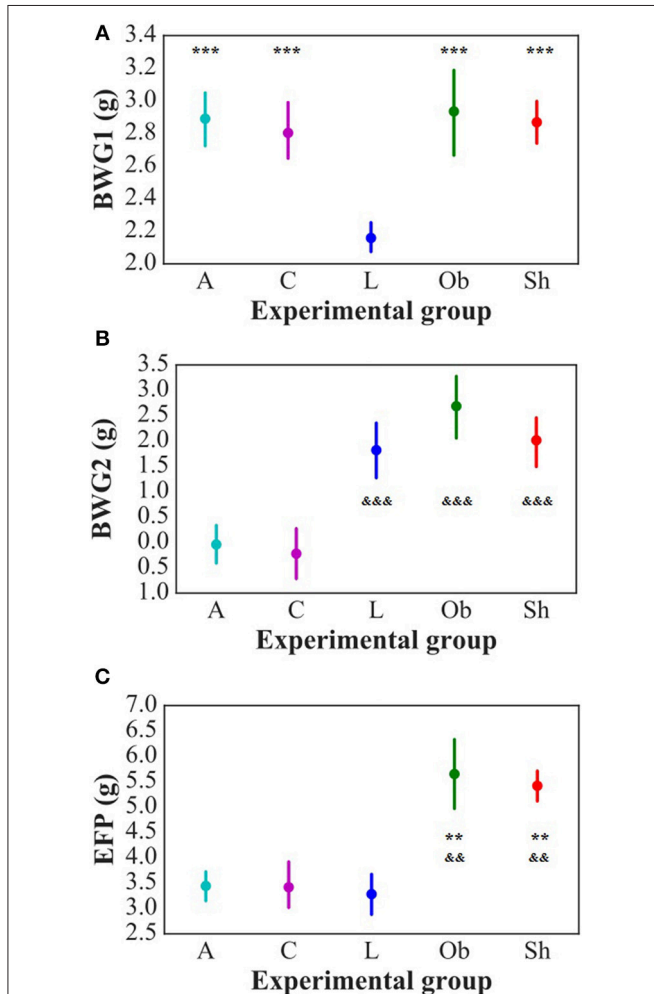 A
3.4
*** *** *** ***
3.2
3.0
2.8
2.6
2.4
2.2
2.0
BWG1 (g)
A C L Ob Sh
Experimental group
B
3.5
3.0
2.5
2.0
1.5
1.0
0.5
0.0
0.5
1.0
BWG2 (g)
&&& &&& &&&
A C L Ob Sh
Experimental group
C
7.0
6.5
6.0
5.5
5.0
4.5
4.0
3.5
3.0
2.5
EFP (g)
** **
&& &&
A C L Ob Sh
Experimental group